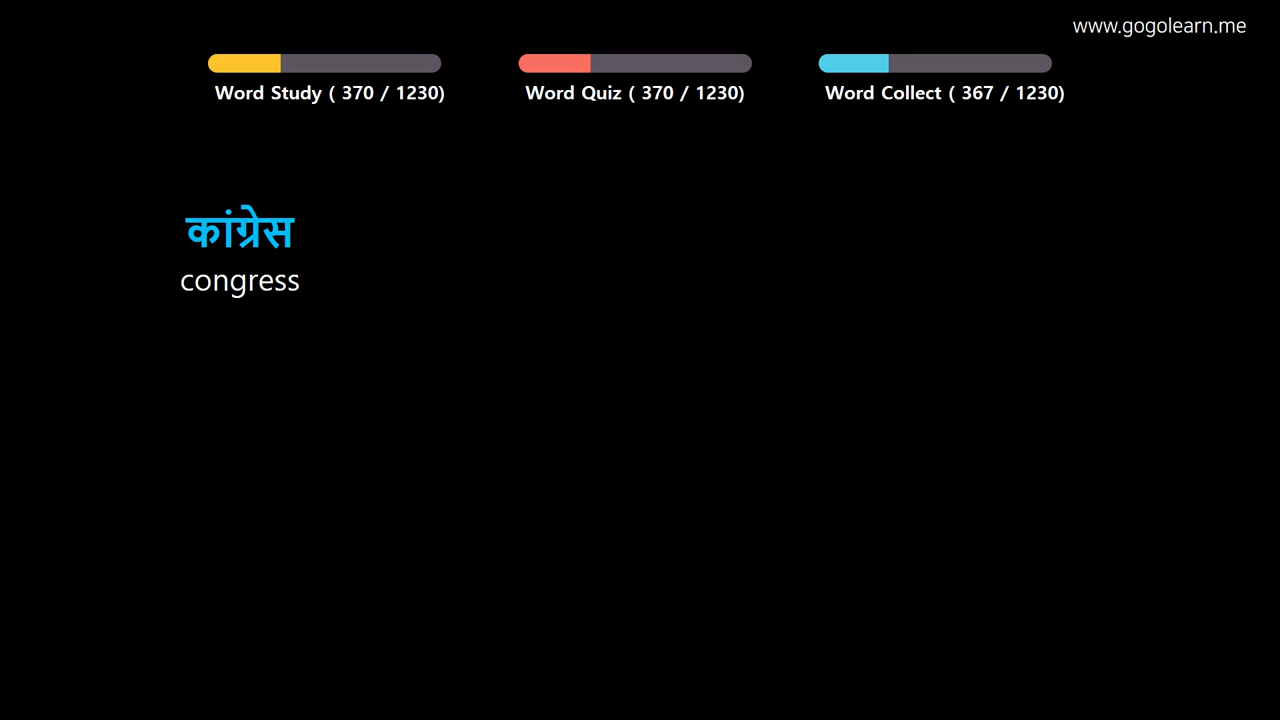 www.gogolearn.me
Word Study ( 370 / 1230)
Word Quiz ( 370 / 1230)
Word Collect ( 367 / 1230)
कांग्रेस
congress